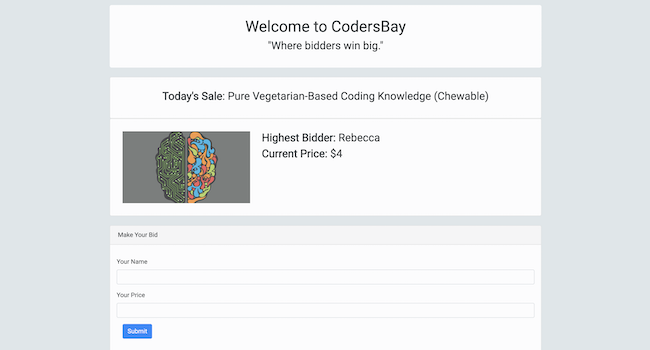 Welcome to CodersBay
"Where bidders win big."
Today's Sale: Pure Vegetarian-Based Coding Knowledge (Chewable)
Highest Bidder: Rebecca
Current Price: $4
Make Your Bid
Your Name
Your Price
Submit